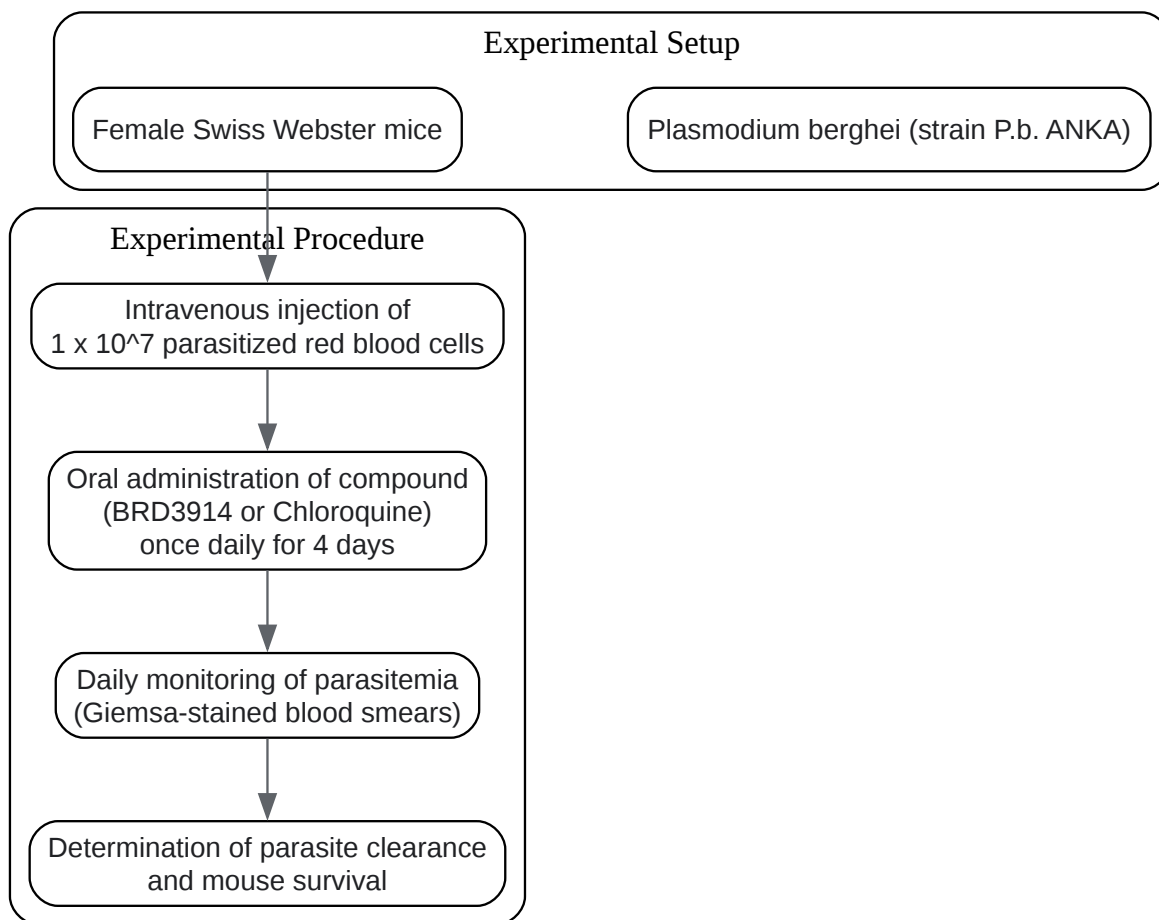 Experimental Setup
Female Swiss Webster mice
Plasmodium berghei (strain P.b. ANKA)
Experimental Procedure
Intravenous injection of
1 x 10^7 parasitized red blood cells
Oral administration of compound
(BRD3914 or Chloroquine)
once daily for 4 days
Daily monitoring of parasitemia
(Giemsa-stained blood smears)
Determination of parasite clearance
and mouse survival